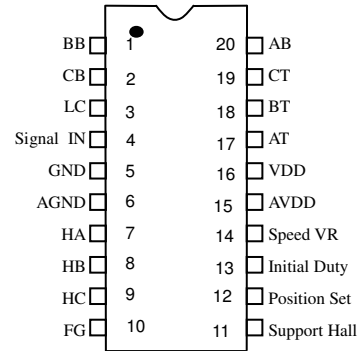 BB 1 20 AB
CB 2 19 CT
LC 3 18 BT
Signal IN 4 17 AT
GND 5 16 VDD
AGND 6 15 AVDD
HA 7 14 Speed VR
HB 8 13 Initial Duty
HC 9 12 Position Set
FG 10 11 Support Hall